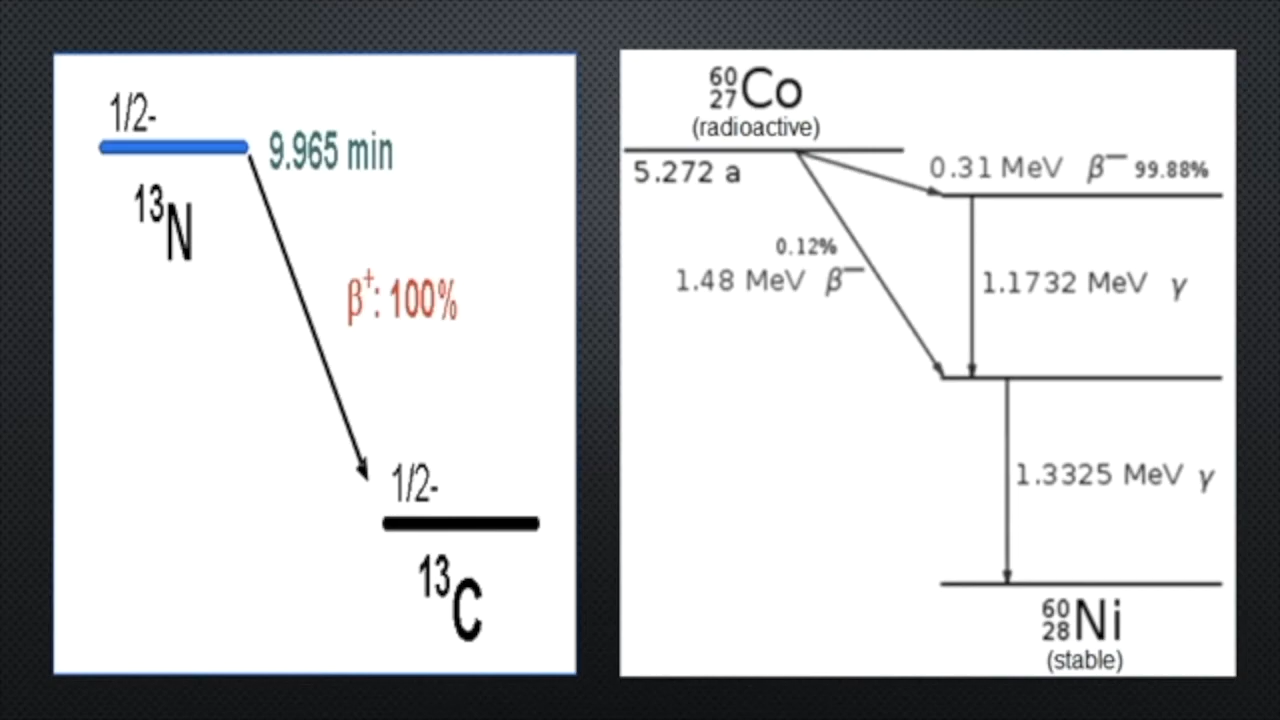 1/2-
9.965 min
13N
β+: 100%
1/2-
13C
60
27Co
(radioactive)
5.272 a
0.31 MeV β− 99.88%
0.12%
1.48 MeV β−
1.1732 MeV γ
1.3325 MeV γ
60
28Ni
(stable)